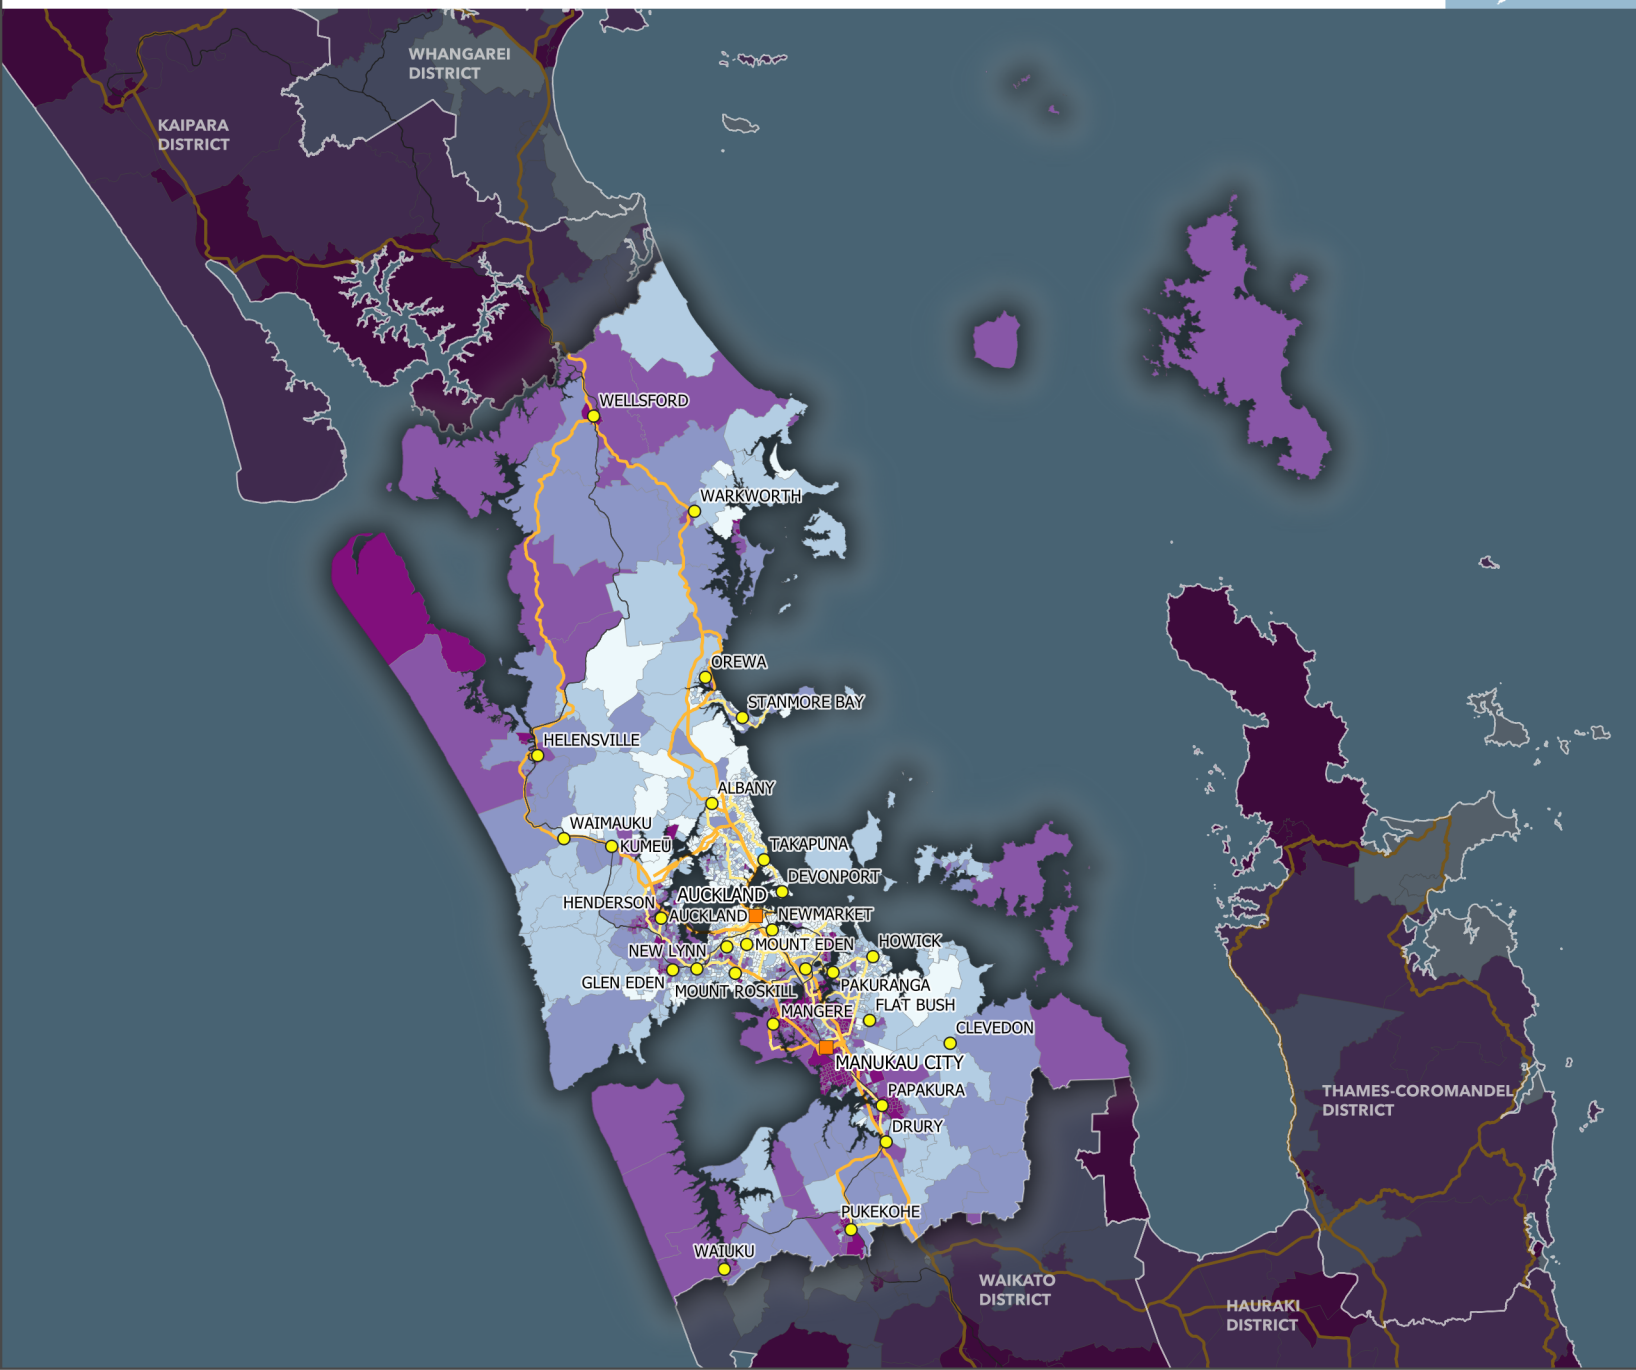 WHANGAREI
DISTRICT
KAIPARA
DISTRICT
WELLSFORD
WARKWORTH
OREWA
STANMORE BAY
HELENSVILLE
ALBANY
WAIMAUKU
KUMEŪ
TAKAPUNA
DEVONPORT
AUCKLAND
HENDERSON
AUCKLAND
NEWMARKET
MOUNT EDEN
HOWICK
NEW LYNN
GLEN EDEN
MOUNT ROSKILL
PAKURANGA
FLAT BUSH
MANGERE
CLEVEDON
MANUKAU CITY
PAPAKURA
THAMES-COROMANDEL
DISTRICT
DRURY
PUKEKOHE
WAIUKU
WAIKATO
DISTRICT
HAURAKI
DISTRICT